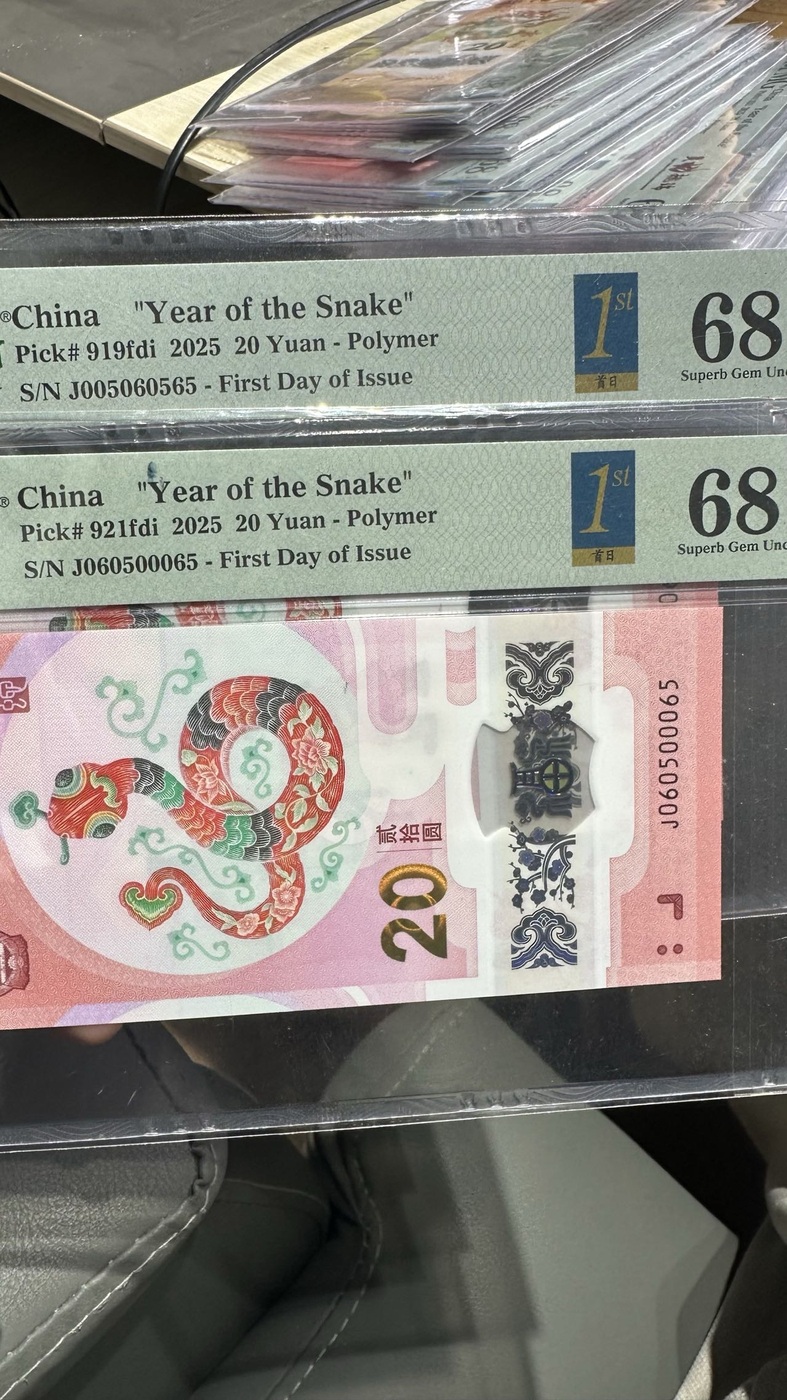 ®China "Year of the Snake"
Pick# 919fdi 2025 20 Yuan - Polymer
S/N J005060565 - First Day of Issue
1st
首日
68
Superb Gem Unc
® China "Year of the Snake"
Pick# 921fdi 2025 20 Yuan - Polymer
S/N J060500065 - First Day of Issue
1st
首日
68
Superb Gem Unc
貳拾圓
20
J060500065